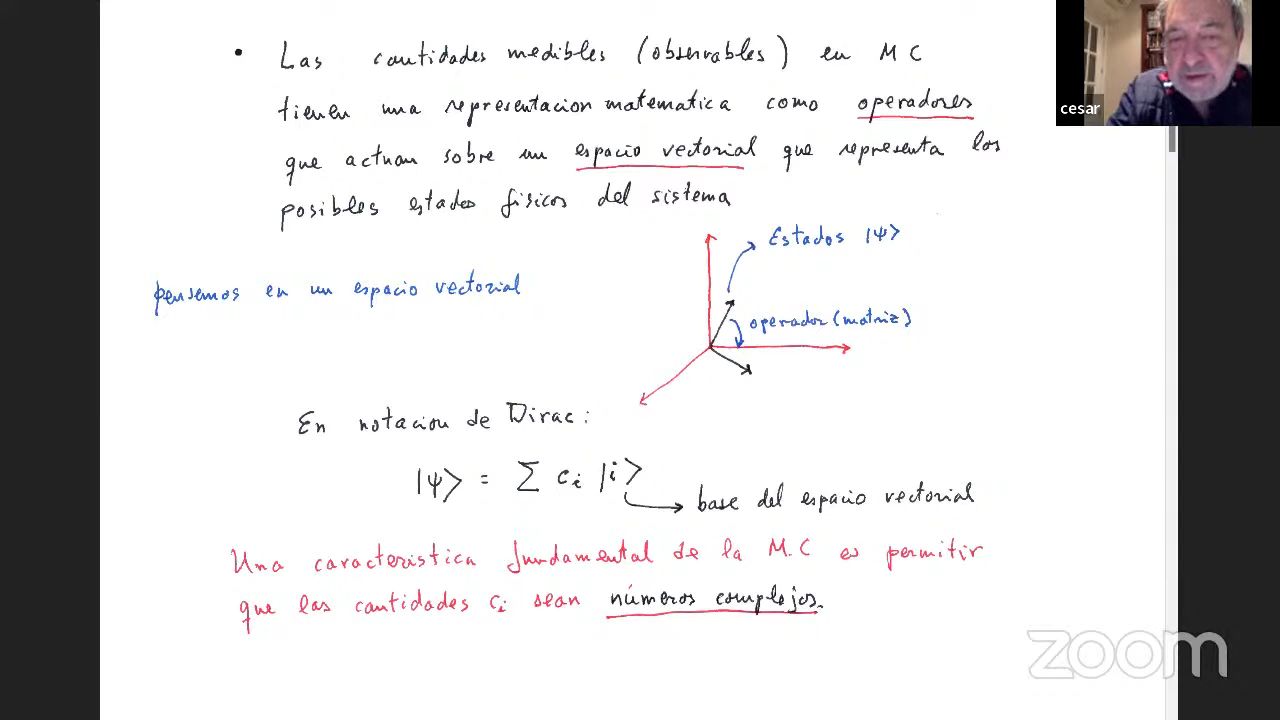 • Las cantidades medibles (observables) en MC
tienen una representacion matematica como operadores
que actuan sobre un espacio vectorial que representa los
posibles estados fisicos del sistema
cesar
Estados |Ψ>
pensemos en un espacio vectorial
operador (matriz)
En notacion de Dirac:
|Ψ> = Σ ci |i>
base del espacio vectorial
Una caracteristica fundamental de la M.C es permitir
que las cantidades ci sean números complejos.
zoom